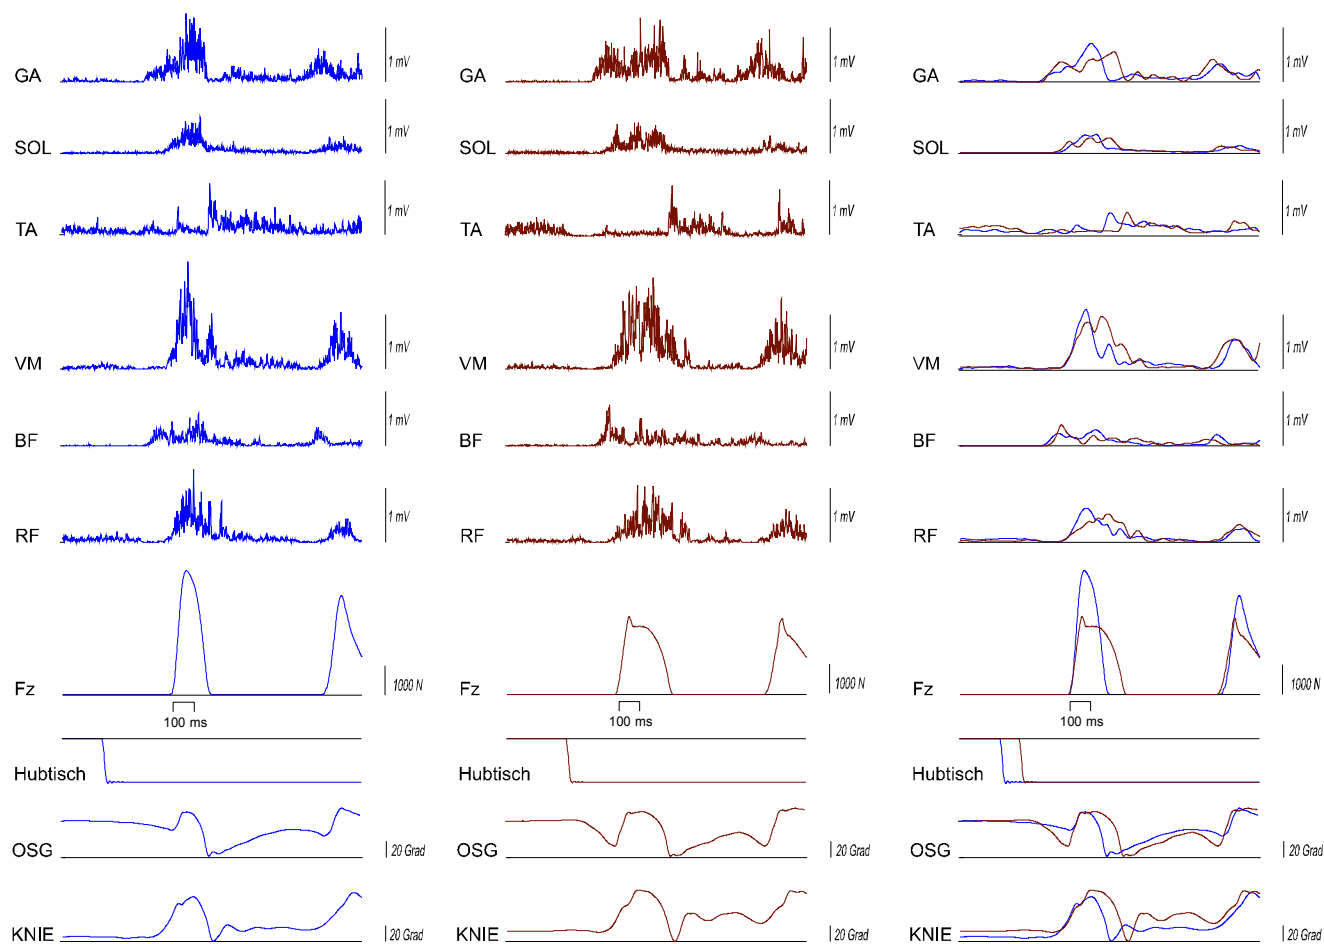 GA 1 mV GA 1 mV GA 1 mV
SOL 1 mV SOL 1 mV SOL 1 mV
TA 1 mV TA 1 mV TA 1 mV
VM 1 mV VM 1 mV VM 1 mV
BF 1 mV BF 1 mV BF 1 mV
RF 1 mV RF 1 mV RF 1 mV
Fz 1000 N Fz 1000 N Fz 1000 N
100 ms 100 ms 100 ms
Hubtisch Hubtisch Hubtisch
OSG 20 Grad OSG 20 Grad OSG 20 Grad
KNIE 20 Grad KNIE 20 Grad KNIE 20 Grad